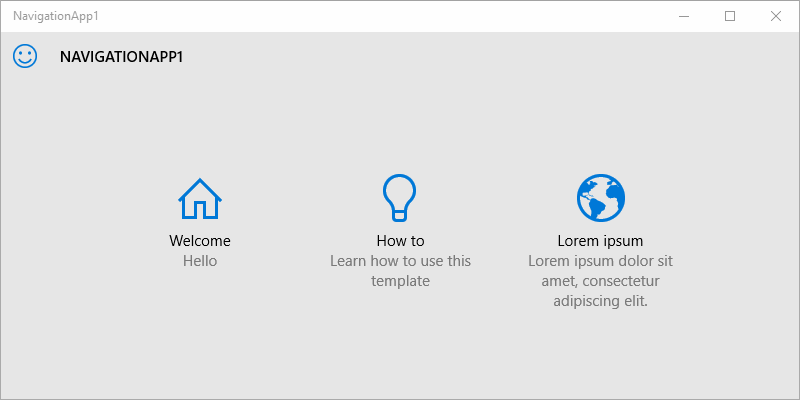 NavigationApp1
NAVIGATIONAPP1
Welcome
Hello
How to
Learn how to use this
template
Lorem ipsum
Lorem ipsum dolor sit
amet, consectetur
adipiscing elit.